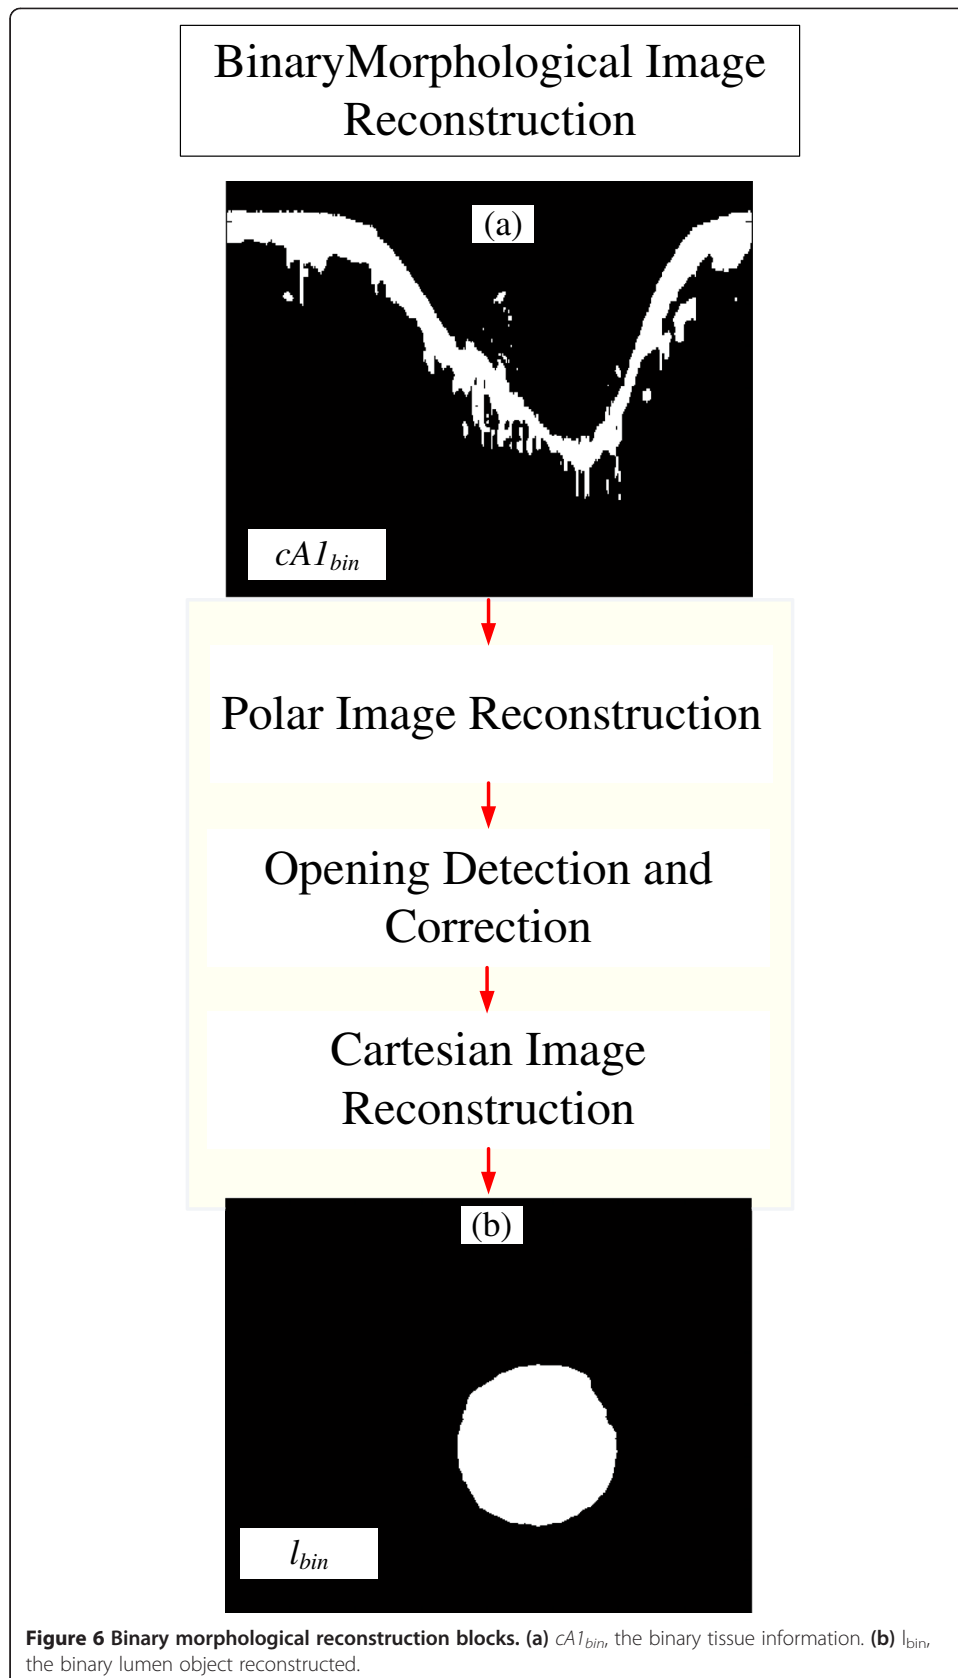 BinaryMorphological Image
Reconstruction
(a)
cA1bin
Polar Image Reconstruction
Opening Detection and
Correction
Cartesian Image
Reconstruction
(b)
lbin
Figure 6 Binary morphological reconstruction blocks. (a) cA1bin, the binary tissue information. (b) lbin,
the binary lumen object reconstructed.